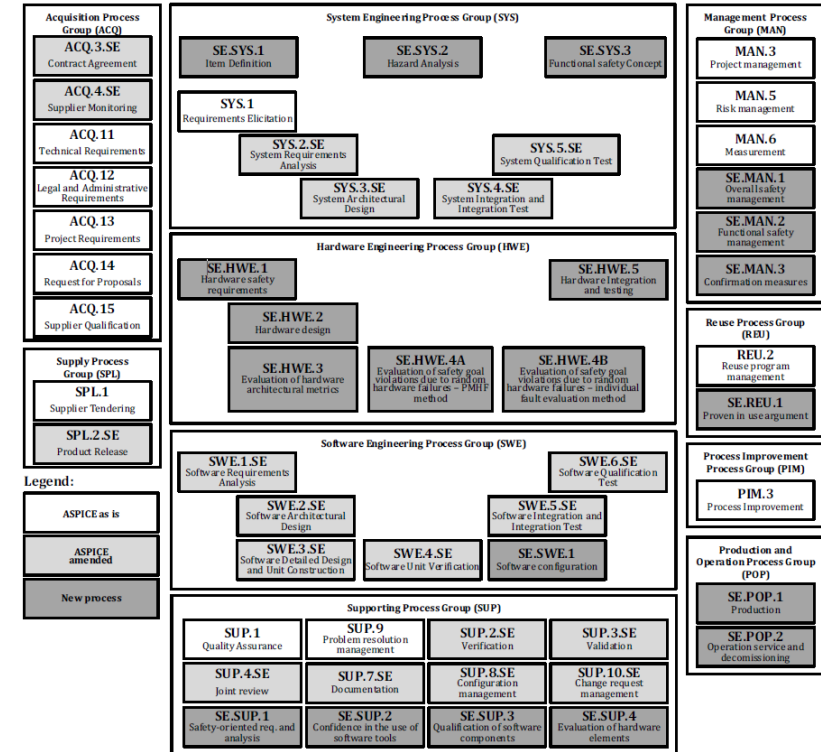 Acquisition Process
Group (ACQ)
ACQ.3.SE
Contract Agreement
ACQ.4.SE
Supplier Monitoring
ACQ.11
Technical Requirements
ACQ.12
Legal and Administrative
Requirements
ACQ.13
Project Requirements
ACQ.14
Request for Proposals
ACQ.15
Supplier Qualification
Supply Process
Group (SPL)
SPL.1
Supplier Tendering
SPL.2.SE
Product Release
Legend:
ASPICE as is
ASPICE
amended
New process
System Engineering Process Group (SYS)
SE.SYS.1
Item Definition
SE.SYS.2
Hazard Analysis
SE.SYS.3
Functional safety Concept
SYS.1
Requirements Elicitation
SYS.2.SE
System Requirements
Analysis
SYS.5.SE
System Qualification Test
SYS.3.SE
System Architectural
Design
SYS.4.SE
System Integration and
Integration Test
Hardware Engineering Process Group (HWE)
SE.HWE.1
Hardware safety
requirements
SE.HWE.5
Hardware Integration
and testing
SE.HWE.2
Hardware design
SE.HWE.3
Evaluation of hardware
architectural metrics
SE.HWE.4A
Evaluation of safety goal
violations due to random
hardware failures – PMHF
method
SE.HWE.4B
Evaluation of safety goal
violations due to random
hardware failures – individual
fault evaluation method
Software Engineering Process Group (SWE)
SWE.1.SE
Software Requirements
Analysis
SWE.6.SE
Software Qualification
Test
SWE.2.SE
Software Architectural
Design
SWE.5.SE
Software Integration and
Integration Test
SWE.3.SE
Software Detailed Design
and Unit Construction
SWE.4.SE
Software Unit Verification
SE.SWE.1
Software configuration
Supporting Process Group (SUP)
SUP.1
Quality Assurance
SUP.9
Problem resolution
management
SUP.2.SE
Verification
SUP.3.SE
Validation
SUP.4.SE
Joint review
SUP.7.SE
Documentation
SUP.8.SE
Configuration
management
SUP.10.SE
Change request
management
SE.SUP.1
Safety-oriented req. and
analysis
SE.SUP.2
Confidence in the use of
software tools
SE.SUP.3
Qualification of software
components
SE.SUP.4
Evaluation of hardware
elements
Management Process
Group (MAN)
MAN.3
Project management
MAN.5
Risk management
MAN.6
Measurement
SE.MAN.1
Overall safety
management
SE.MAN.2
Functional safety
management
SE.MAN.3
Confirmation measures
Reuse Process Group
(REU)
REU.2
Reuse program
management
SE.REU.1
Proven in use argument
Process Improvement
Process Group (PIM)
PIM.3
Process Improvement
Production and
Operation Process Group
(POP)
SE.POP.1
Production
SE.POP.2
Operation service and
decomissioning